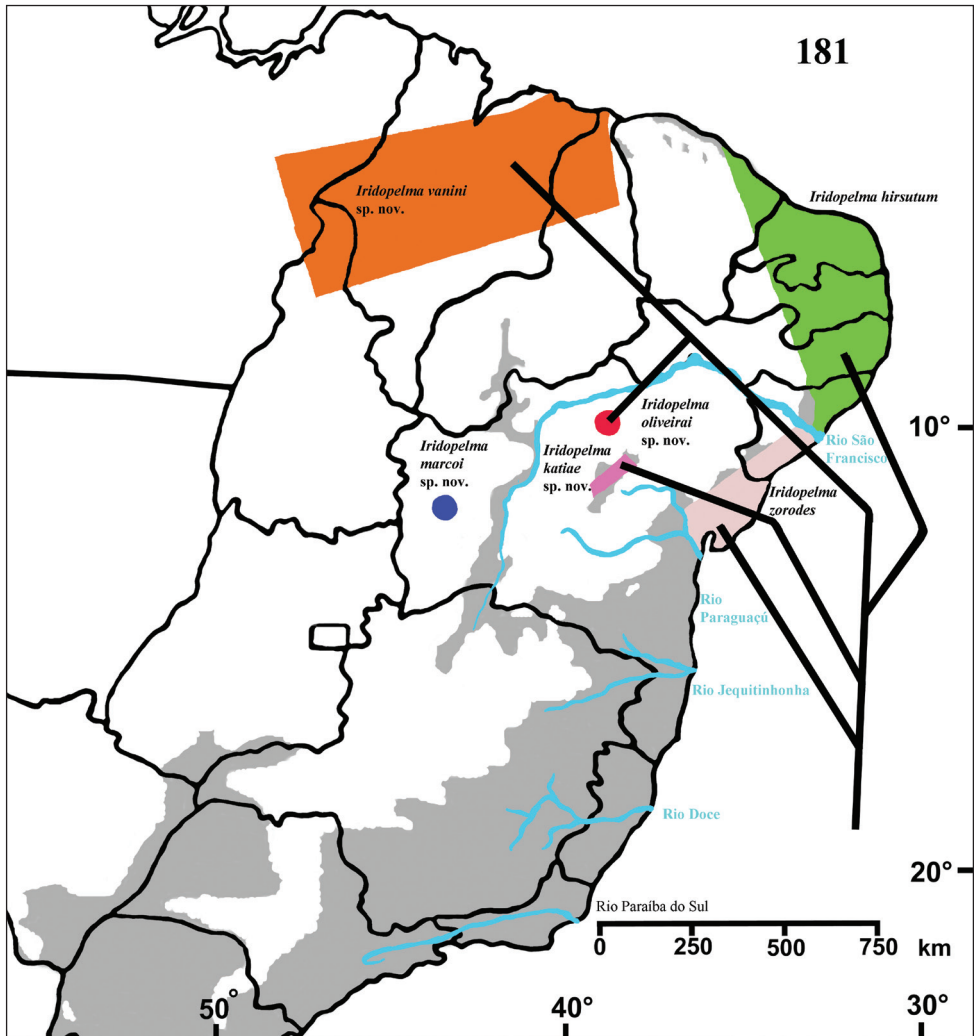 181
Iridopelma vanini
sp. nov.
Iridopelma hirsutum
Iridopelma
oliveirai
sp. nov.
10°
Rio São
Francisco
Iridopelma
marcoi
sp. nov.
Iridopelma
katiae
sp. nov.
Iridopelma
zorodes
Rio
Paraguaçú
Rio Jequitinhonha
Rio Doce
20°
Rio Paraíba do Sul
0 250 500 750 km
50° 40° 30°